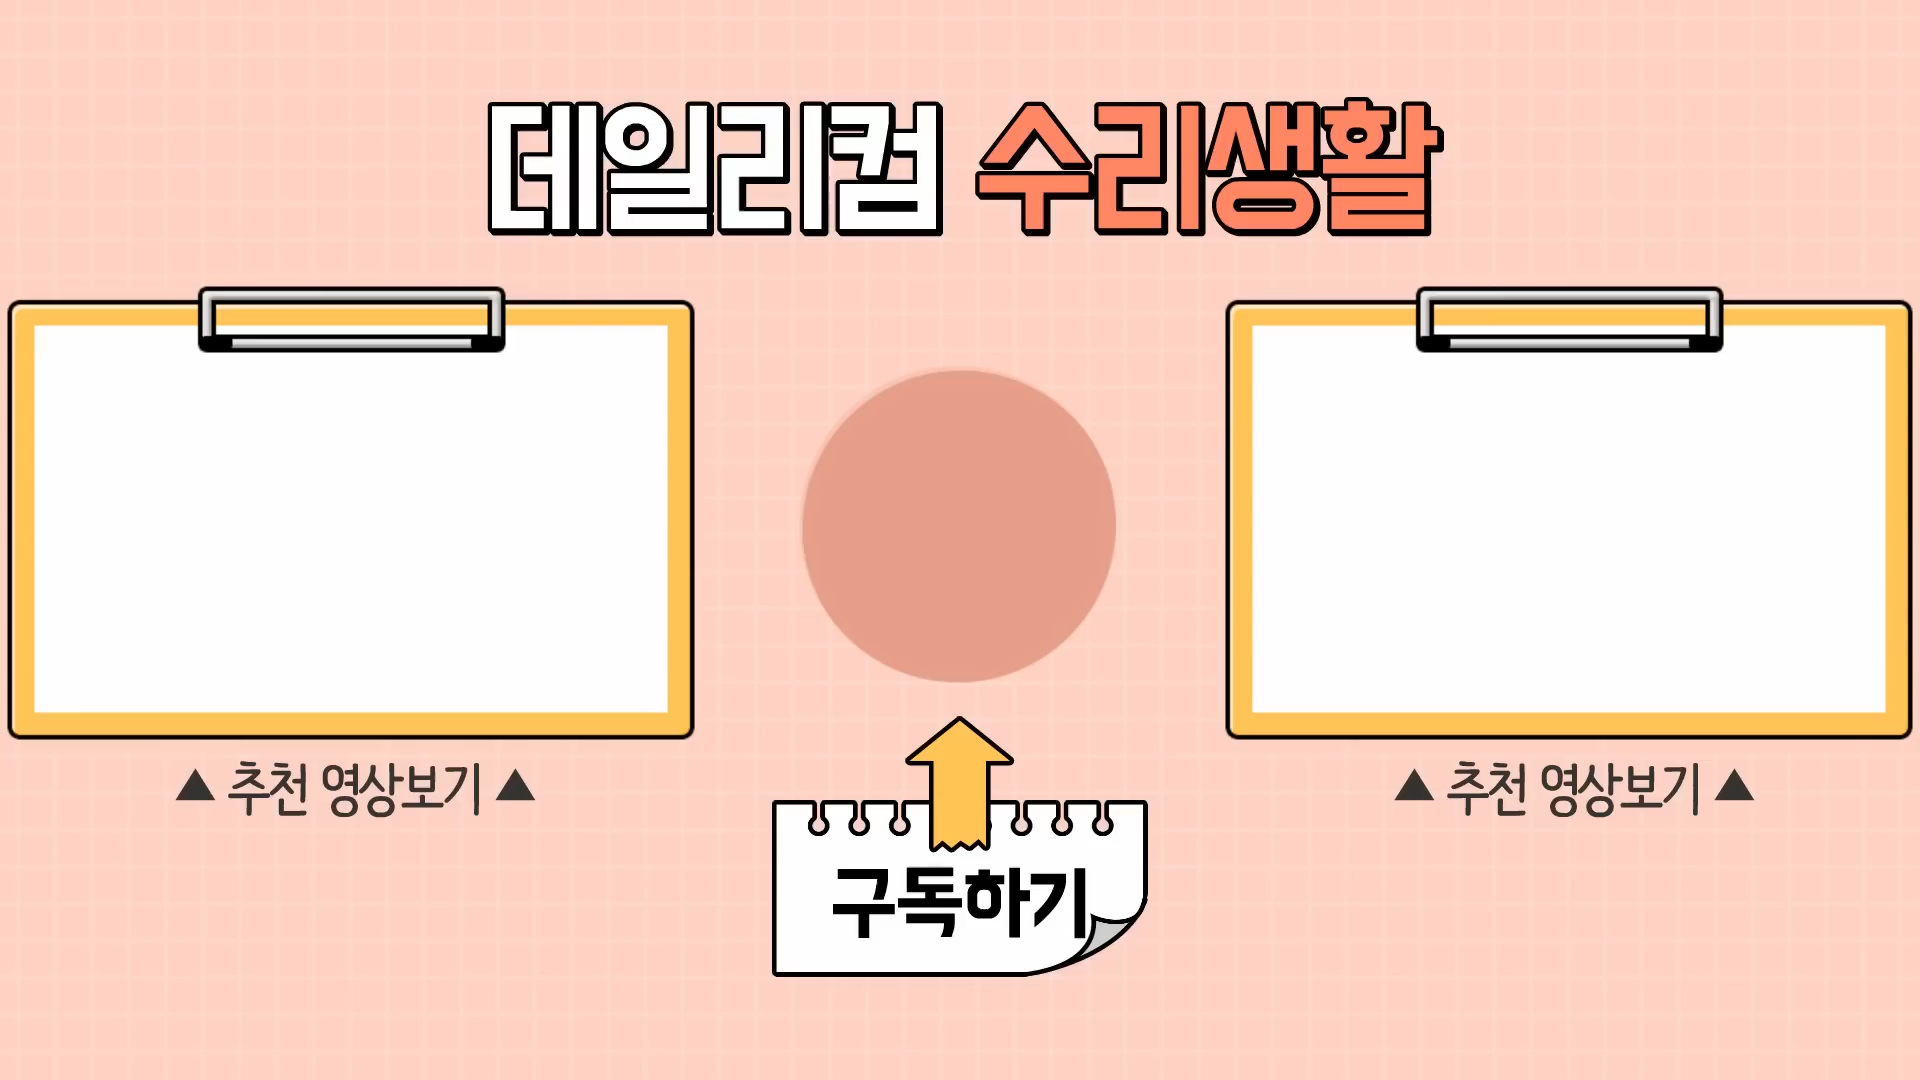 데일리컴 수리생활
▲ 추천 영상보기 ▲
▲ 추천 영상보기 ▲
구독하기